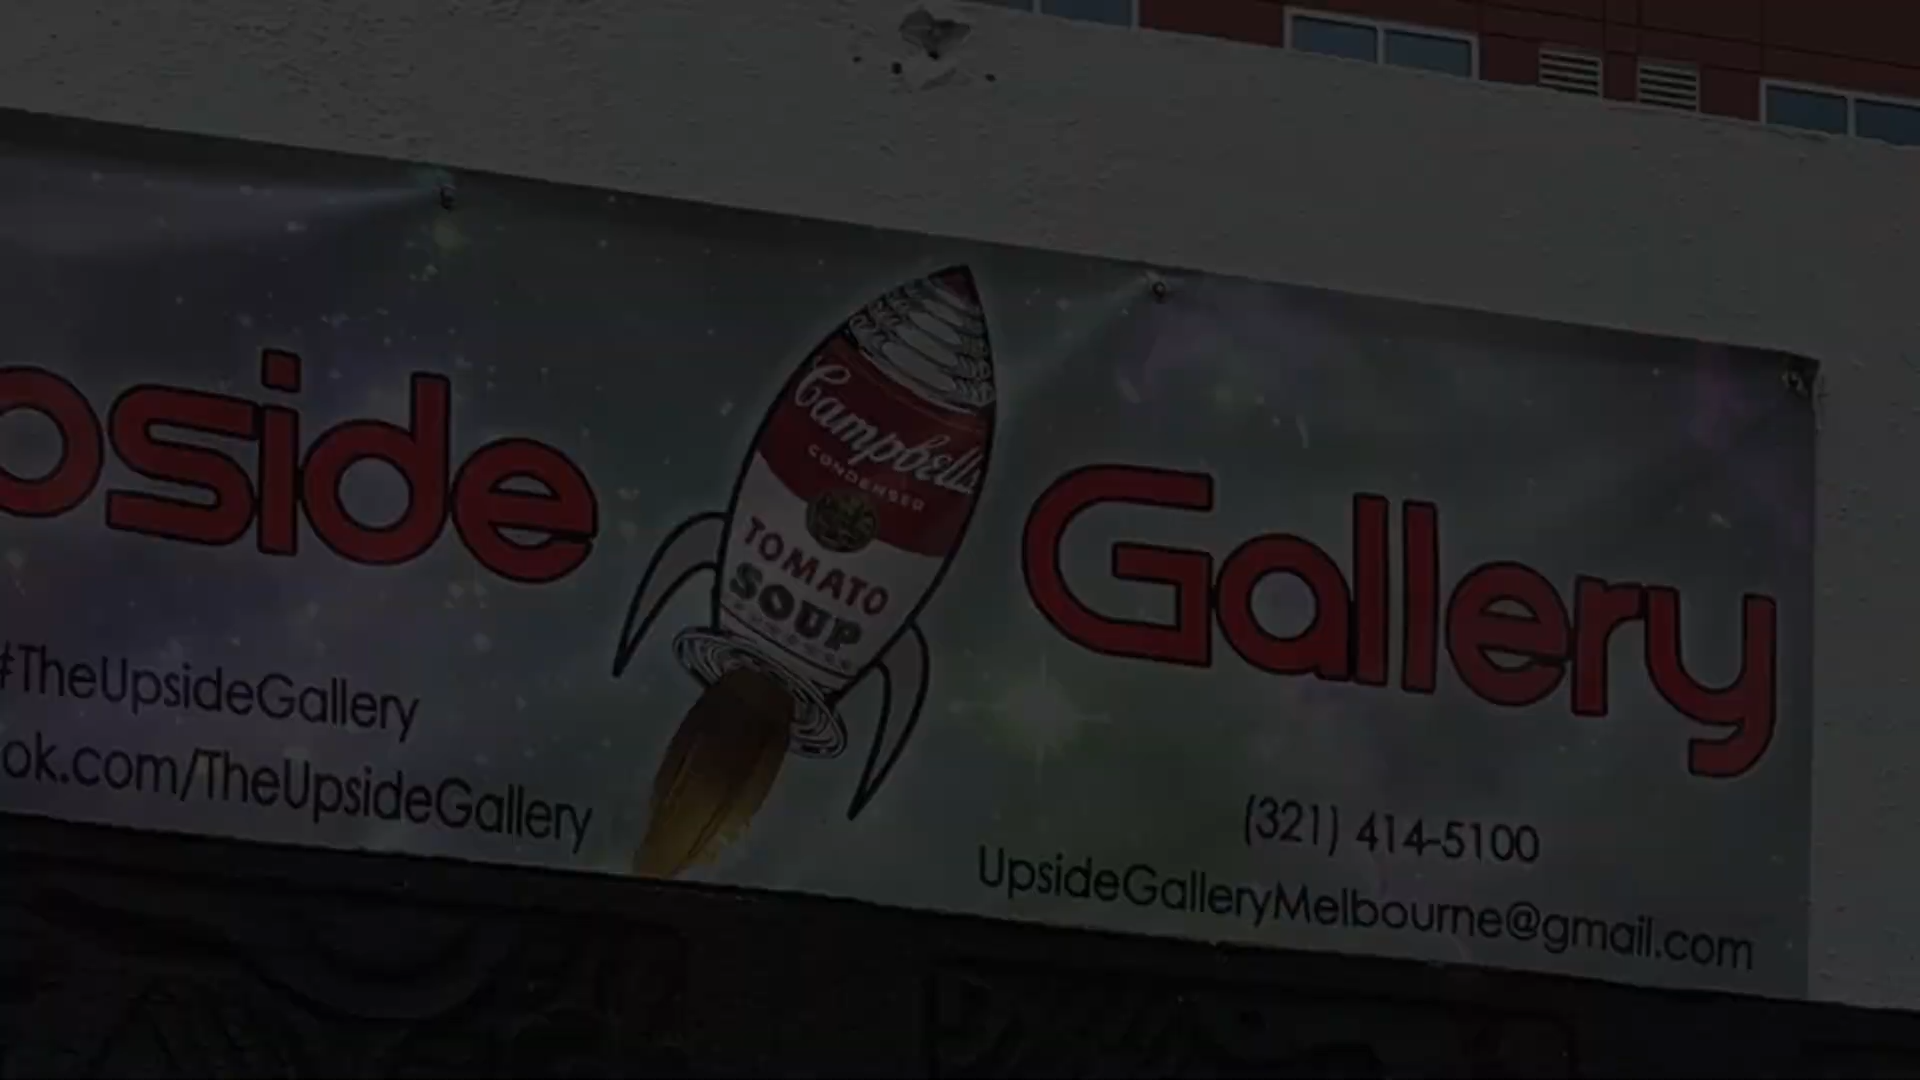 pside Gallery
Campbell's
CONDENSED
TOMATO
SOUP
#TheUpsideGallery
ok.com/TheUpsideGallery
(321) 414-5100
UpsideGalleryMelbourne@gmail.com